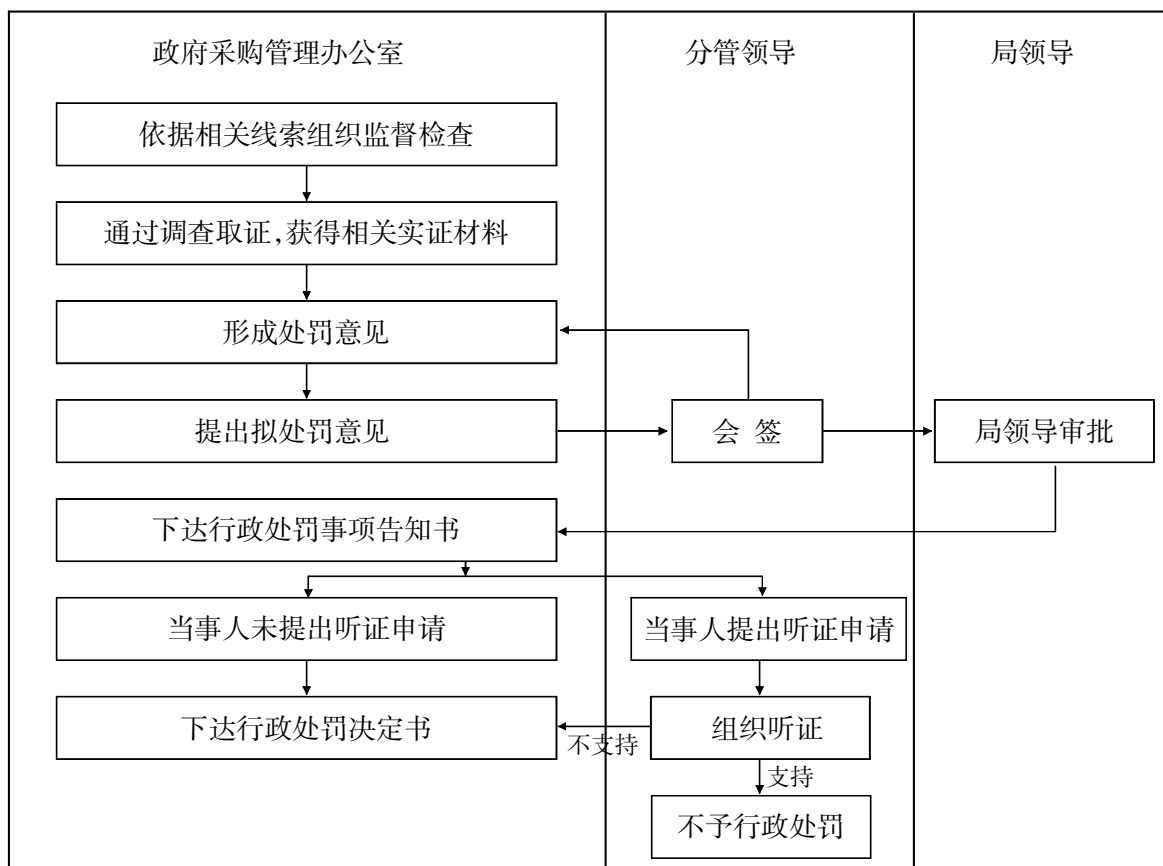 政府采购管理办公室
分管领导
局领导
依据相关线索组织监督检查
通过调查取证,获得相关实证材料
形成处罚意见
提出拟处罚意见
会 签
局领导审批
下达行政处罚事项告知书
当事人未提出听证申请
当事人提出听证申请
下达行政处罚决定书
不支持
组织听证
支持
不予行政处罚